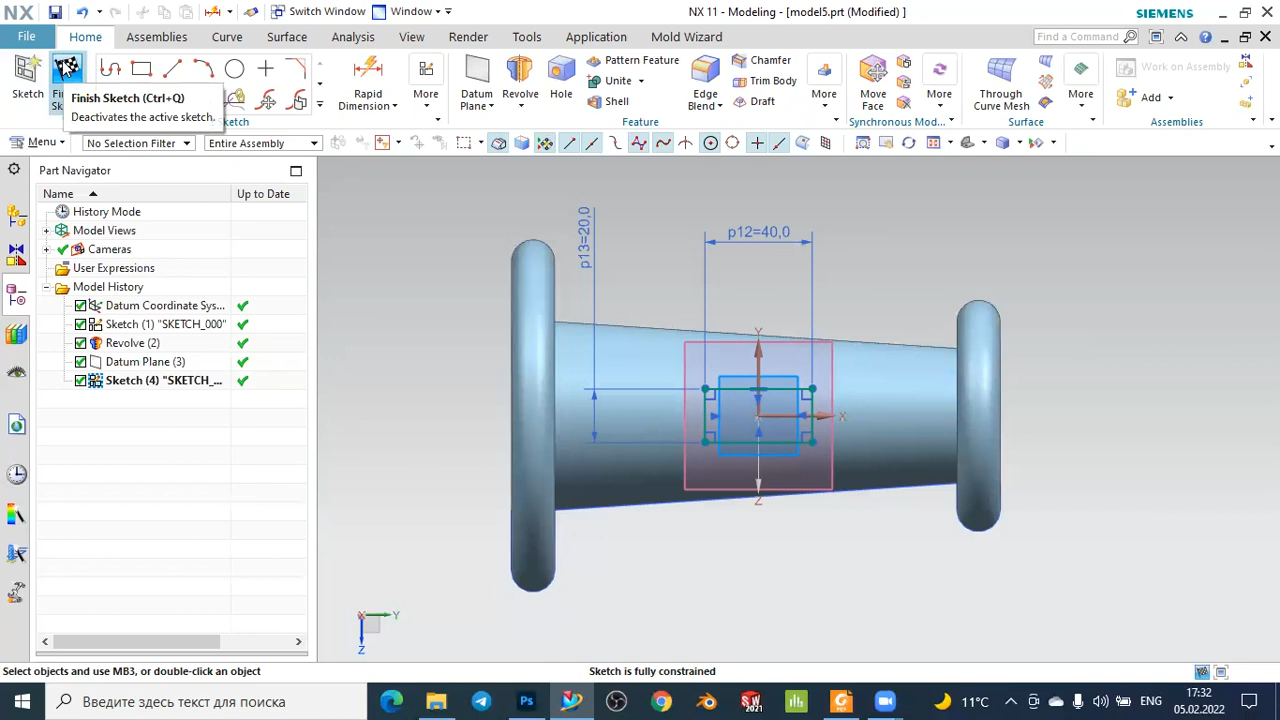 NX
Switch Window
Window
NX 11 - Modeling - [model5.prt (Modified) ]
SIEMENS
File
Home
Assemblies
Curve
Surface
Analysis
View
Render
Tools
Application
Mold Wizard
Find a Command
Sketch
Finish Sketch (Ctrl+Q)
Deactivates the active sketch.
Rapid
Dimension
More
Datum
Plane
Revolve
Hole
Pattern Feature
Unite
Shell
Edge
Blend
Chamfer
Trim Body
Draft
More
Move
Face
More
Through
Curve Mesh
More
Work on Assembly
Add
Feature
Synchronous Mod...
Surface
Assemblies
Menu
No Selection Filter
Entire Assembly
Part Navigator
Name
Up to Date
History Mode
Model Views
Cameras
User Expressions
Model History
Datum Coordinate Sys...
Sketch (1) "SKETCH_000"
Revolve (2)
Datum Plane (3)
Sketch (4) "SKETCH_...
p13=20,0
p12=40,0
Y
X
Z
X
Y
Z
Select objects and use MB3, or double-click an object
Sketch is fully constrained
Введите здесь текст для поиска
11°C
ENG
17:32
05.02.2022